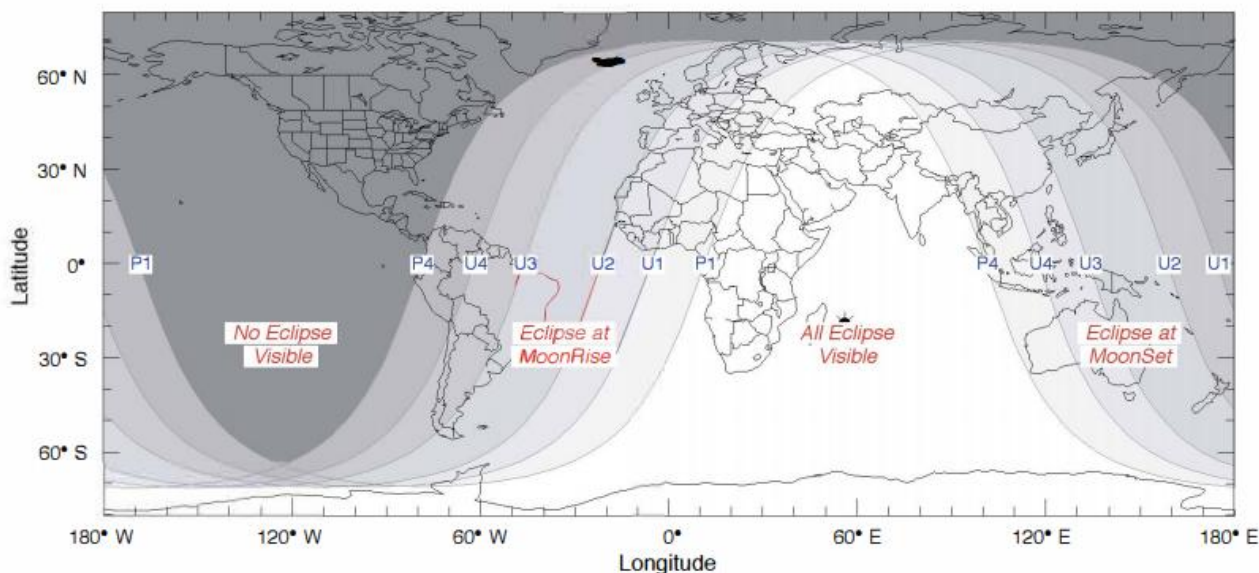 60° N
30° N
0°
30° S
60° S
Latitude
P1
P4
U4
U3
U2
U1
P1
P4
U4
U3
U2
U1
No Eclipse
Visible
Eclipse at
MoonRise
All Eclipse
Visible
Eclipse at
MoonSet
180° W
120° W
60° W
0°
60° E
120° E
180° E
Longitude